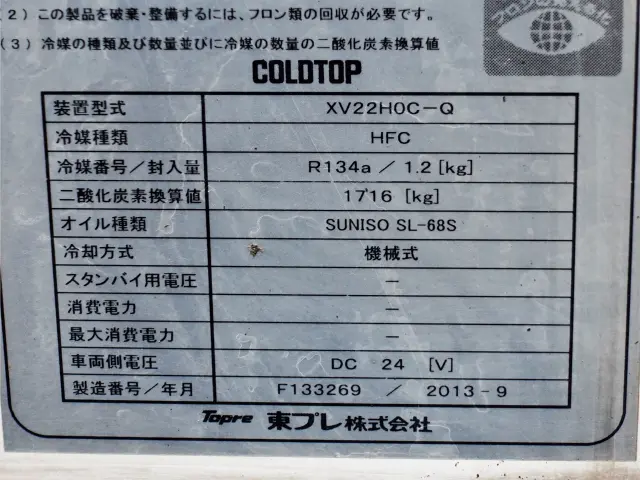 （2）この製品を破棄・整備するには、フロン類の回収が必要です。
（3）冷媒の種類及び数量並びに冷媒の数量の二酸化炭素換算値
COLDTOP
装置型式 XV22H0C-Q
冷媒種類 HFC
冷媒番号／封入量 R134a ／ 1.2 [kg]
二酸化炭素換算値 1716 [kg]
オイル種類 SUNISO SL-68S
冷却方式 機械式
スタンバイ用電圧 －
消費電力 －
最大消費電力 －
車両側電圧 DC 24 [V]
製造番号／年月 F133269 ／ 2013-9
Topre 東プレ株式会社